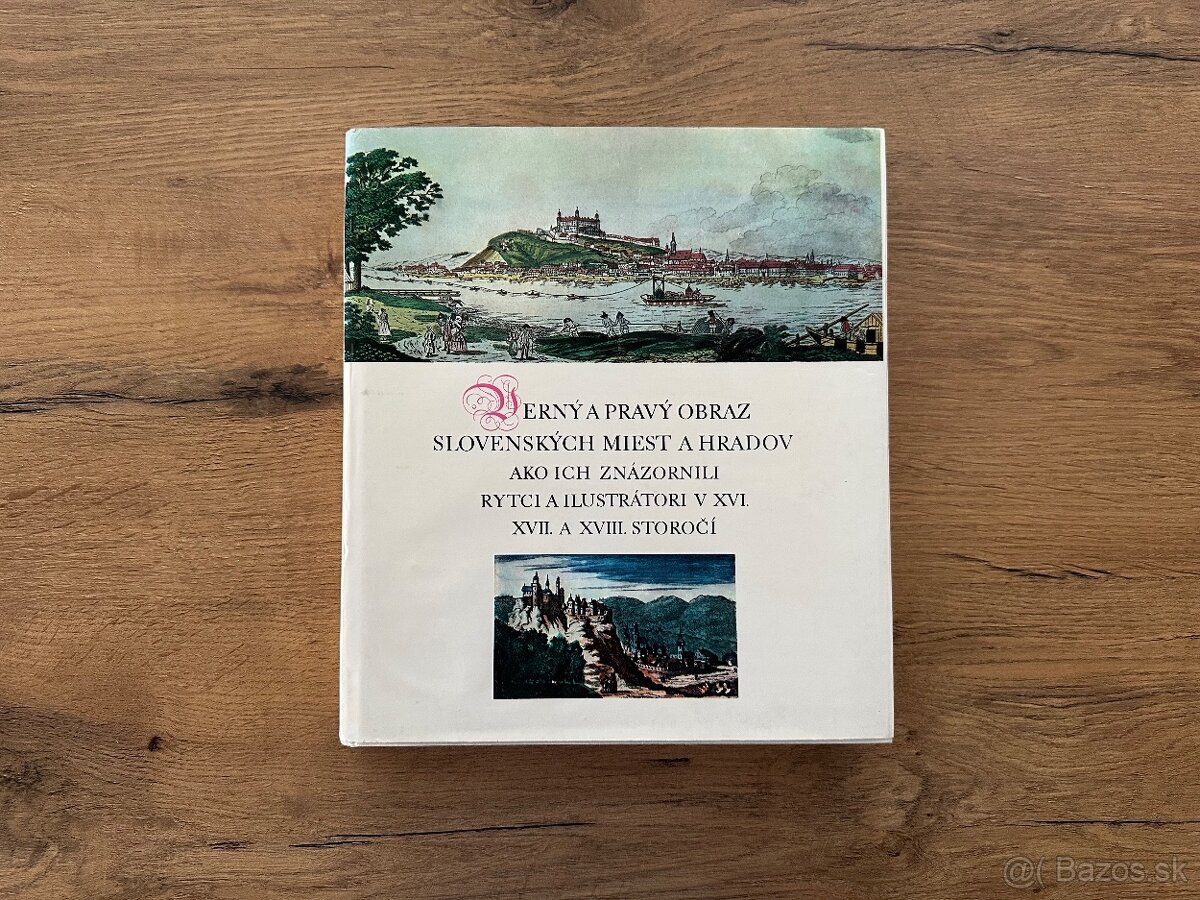 VERNÝ A PRAVÝ OBRAZ
SLOVENSKÝCH MIEST A HRADOV
AKO ICH ZNÁZORNILI
RYTCI A ILUSTRÁTORI V XVI.
XVII. A XVIII. STOROČÍ
@( Bazos.sk